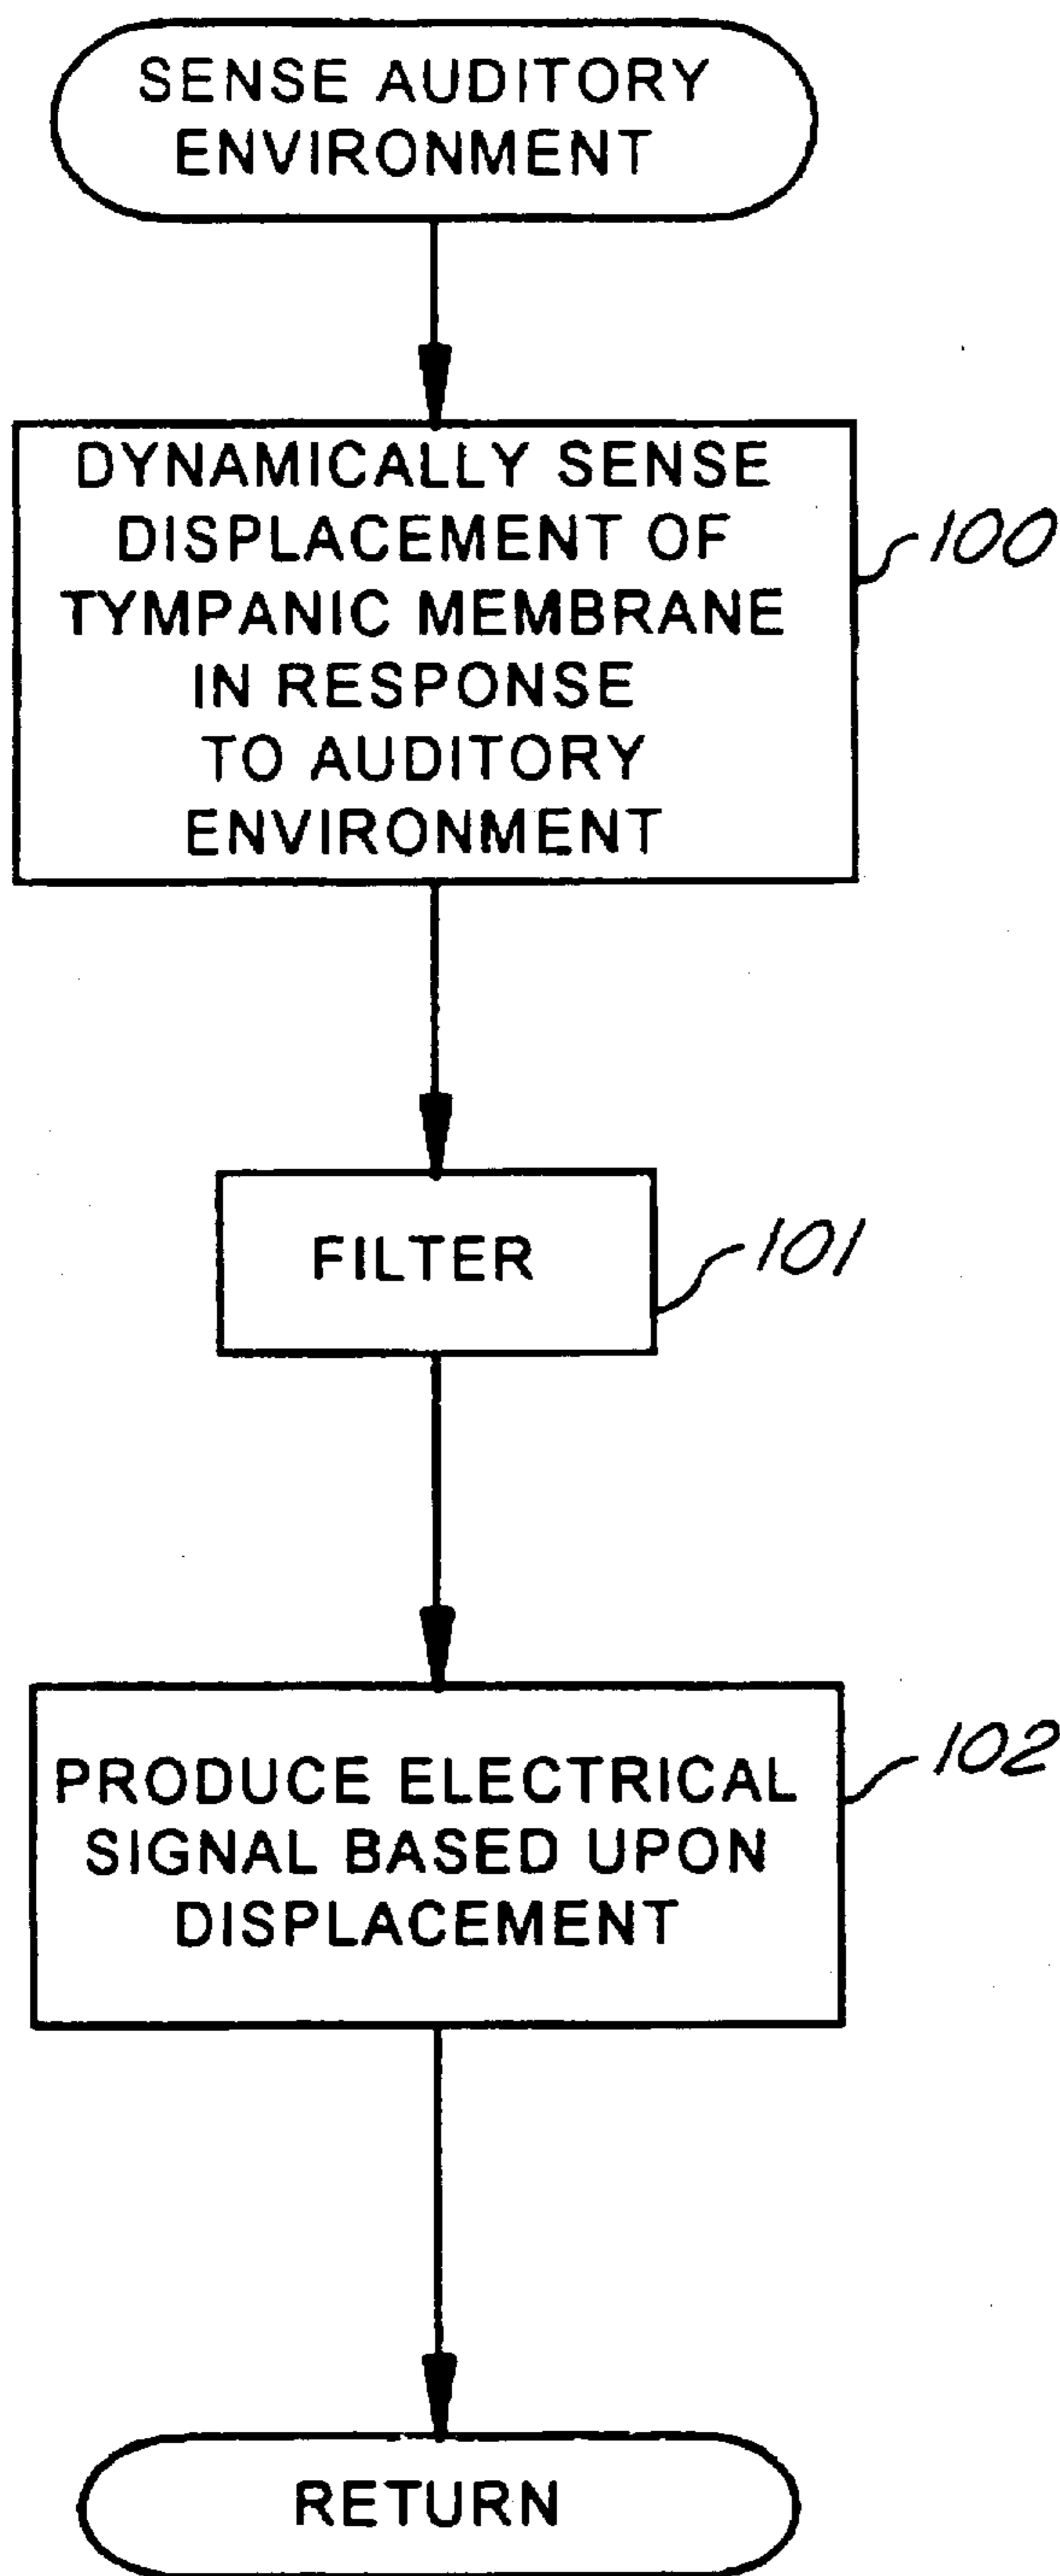 SENSE AUDITORY
ENVIRONMENT
DYNAMICALLY SENSE
DISPLACEMENT OF
TYMPANIC MEMBRANE
IN RESPONSE
TO AUDITORY
ENVIRONMENT
100
FILTER
101
PRODUCE ELECTRICAL
SIGNAL BASED UPON
DISPLACEMENT
102
RETURN